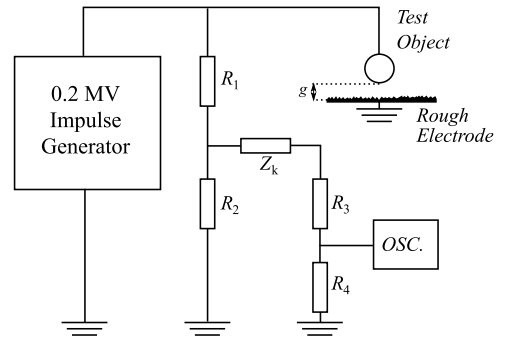 Test
Object
0.2 MV
Impulse
Generator
R1
g
Rough
Electrode
Zk
R2
R3
OSC.
R4